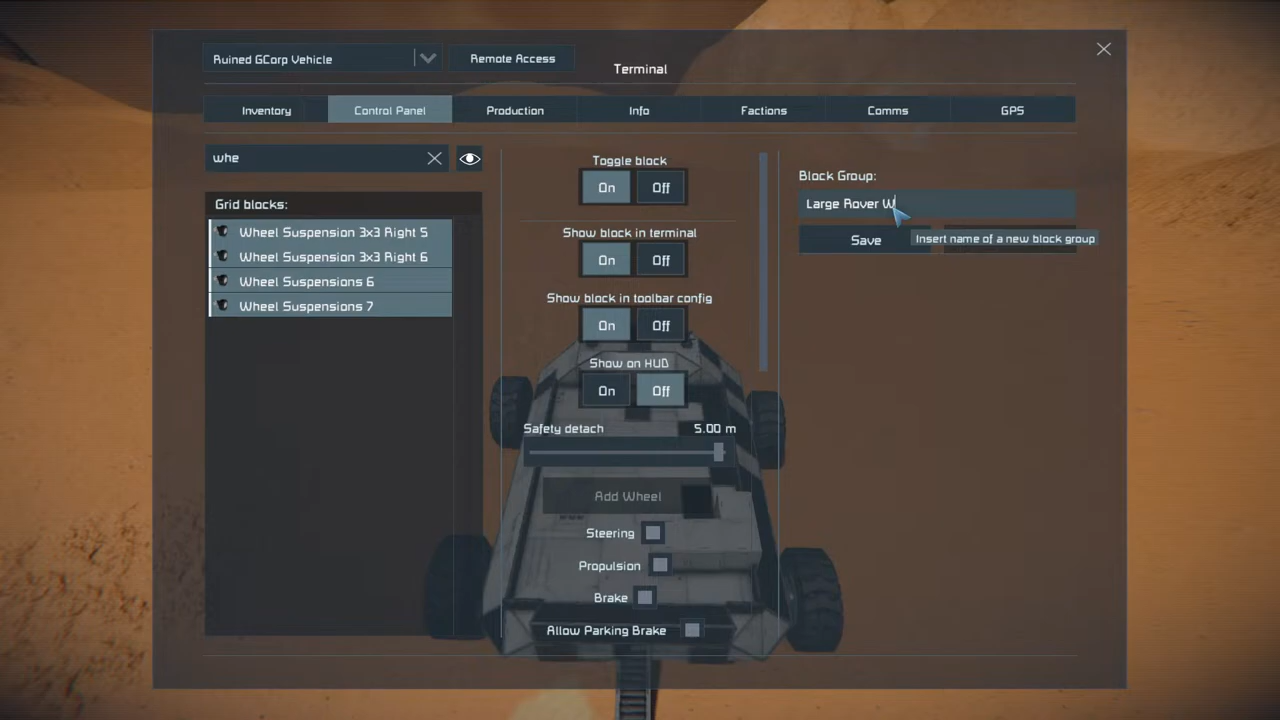 Ruined GCorp Vehicle
Remote Access
Terminal
Inventory
Control Panel
Production
Info
Factions
Comms
GPS
whe
Grid blocks:
Wheel Suspension 3x3 Right 5
Wheel Suspension 3x3 Right 6
Wheel Suspensions 6
Wheel Suspensions 7
Toggle block
On Off
Show block in terminal
On Off
Show block in toolbar config
On Off
Show on HUD
On Off
Safety detach 5.00 m
Add Wheel
Steering
Propulsion
Brake
Allow Parking Brake
Block Group:
Large Rover W
Save
Insert name of a new block group